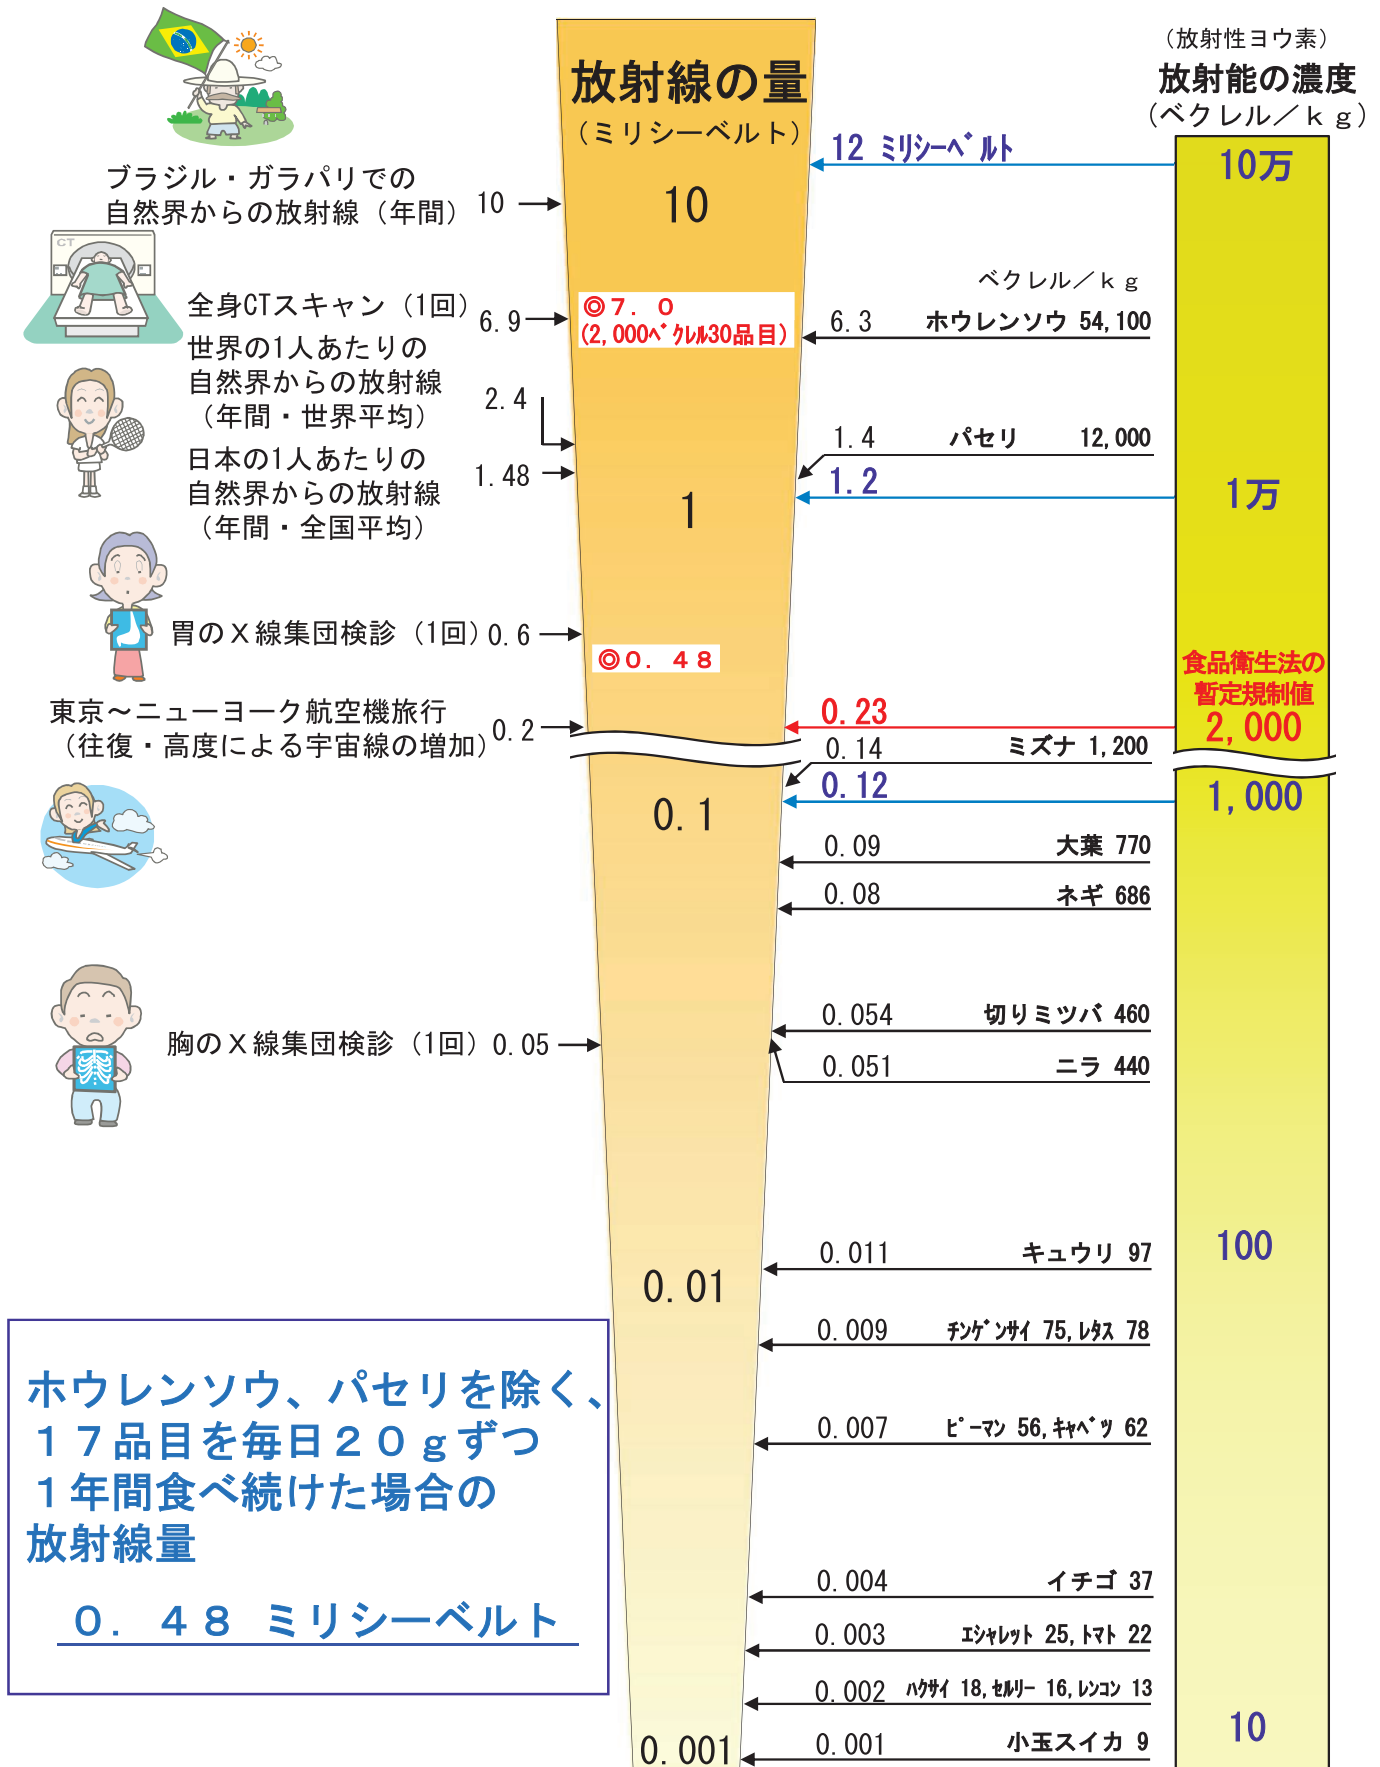 放射線の量
(ミリシーベルト)
10
1
0.1
0.01
0.001
◎7.0
(2,000ベクレル30品目)
◎0.48
ブラジル・ガラパリでの
自然界からの放射線（年間） 10
CT
全身CTスキャン（1回） 6.9
世界の1人あたりの
自然界からの放射線
（年間・世界平均） 2.4
日本の1人あたりの
自然界からの放射線
（年間・全国平均） 1.48
胃のX線集団検診（1回） 0.6
東京～ニューヨーク航空機旅行
（往復・高度による宇宙線の増加） 0.2
胸のX線集団検診（1回） 0.05
ホウレンソウ、パセリを除く、
１７品目を毎日２０ｇずつ
１年間食べ続けた場合の
放射線量
０．４８ ミリシーベルト
12 ミリシーベルト
ベクレル／ｋｇ
6.3 ホウレンソウ 54,100
1.4 パセリ 12,000
1.2
0.23
0.14 ミズナ 1,200
0.12
0.09 大葉 770
0.08 ネギ 686
0.054 切りミツバ 460
0.051 ニラ 440
0.011 キュウリ 97
0.009 チンゲンサイ 75,レタス 78
0.007 ピーマン 56,キャベツ 62
0.004 イチゴ 37
0.003 エシャレット 25,トマト 22
0.002 ハクサイ 18,セルリー 16,レンコン 13
0.001 小玉スイカ 9
（放射性ヨウ素）
放射能の濃度
（ベクレル／ｋｇ）
10万
1万
食品衛生法の
暫定規制値
2,000
1,000
100
10